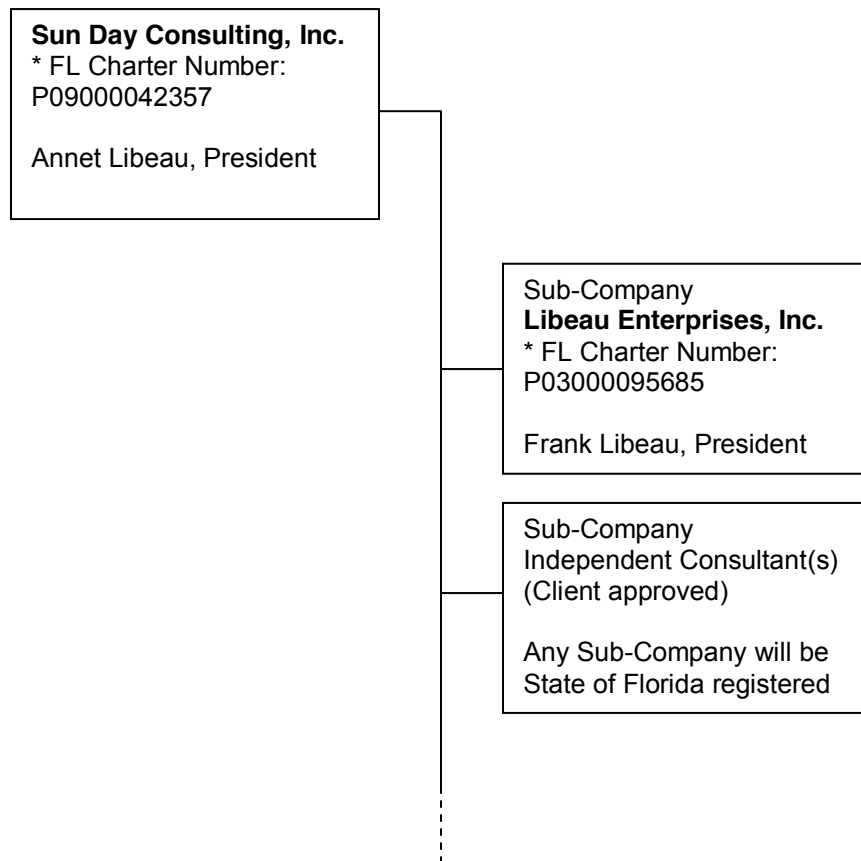 Sun Day Consulting, Inc.
* FL Charter Number:
P09000042357
Annet Libeau, President
Sub-Company
Libeau Enterprises, Inc.
* FL Charter Number:
P03000095685
Frank Libeau, President
Sub-Company
Independent Consultant(s)
(Client approved)
Any Sub-Company will be
State of Florida registered